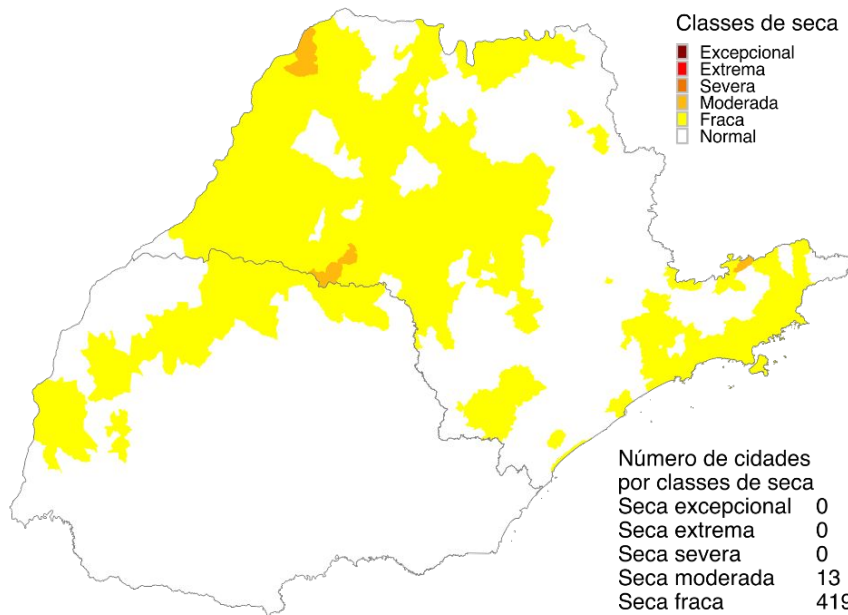 Classes de seca
Excepcional
Extrema
Severa
Moderada
Fraca
Normal
Número de cidades
por classes de seca
Seca excepcional 0
Seca extrema 0
Seca severa 0
Seca moderada 13
Seca fraca 419